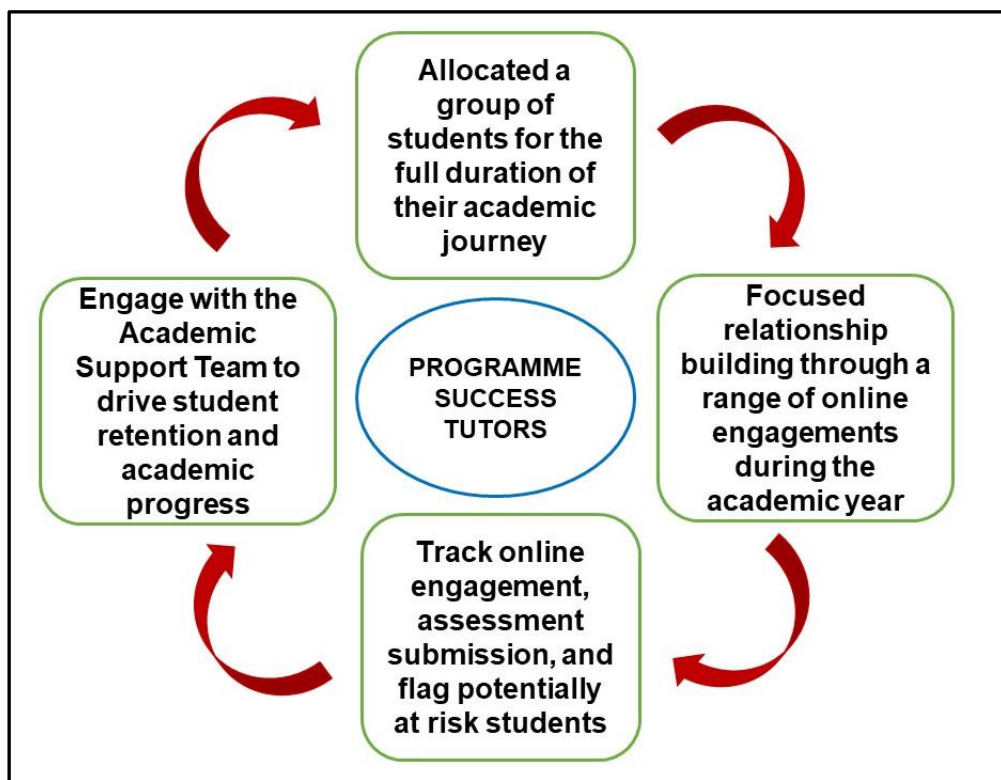 Allocated a
group of
students for the
full duration of
their academic
journey
Focused
relationship
building through a
range of online
engagements
during the
academic year
Track online
engagement,
assessment
submission, and
flag potentially
at risk students
Engage with the
Academic
Support Team to
drive student
retention and
academic
progress
PROGRAMME
SUCCESS
TUTORS